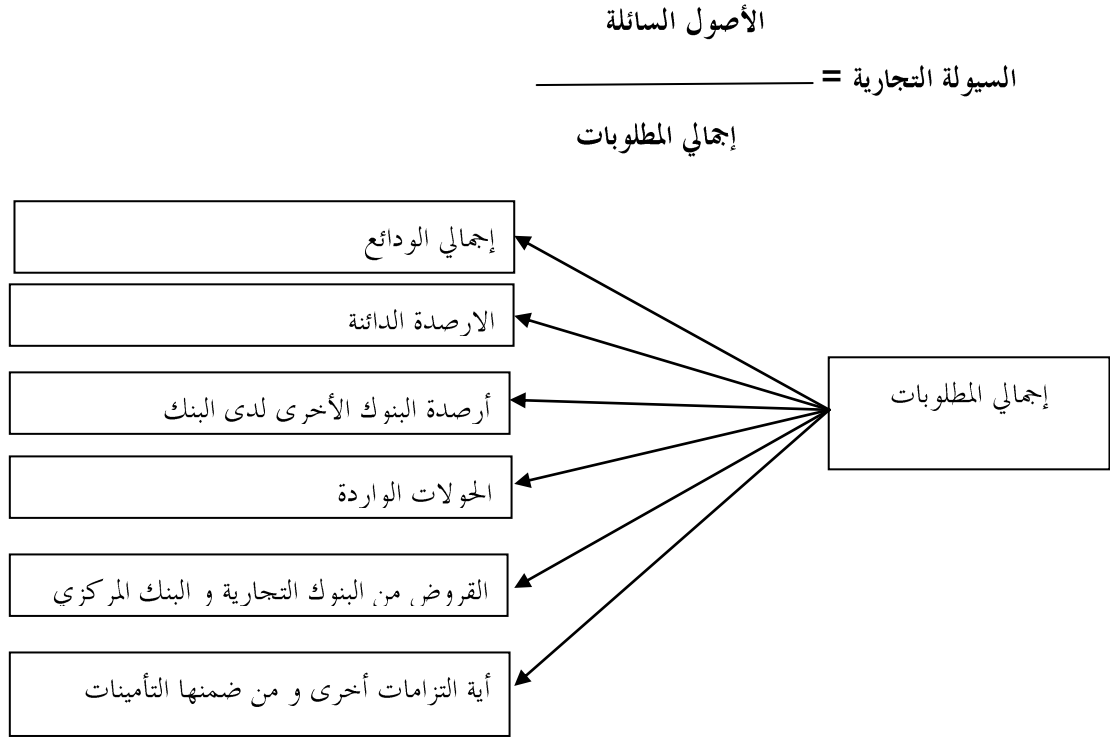 الأصول السائلة
السيولة التجارية =
إجمالي المطلوبات
إجمالي المطلوبات
إجمالي الودائع
الارصدة الدائنة
أرصدة البنوك الأخرى لدى البنك
الحولات الواردة
القروض من البنوك التجارية و البنك المركزي
أية التزامات أخرى و من ضمنها التأمينات